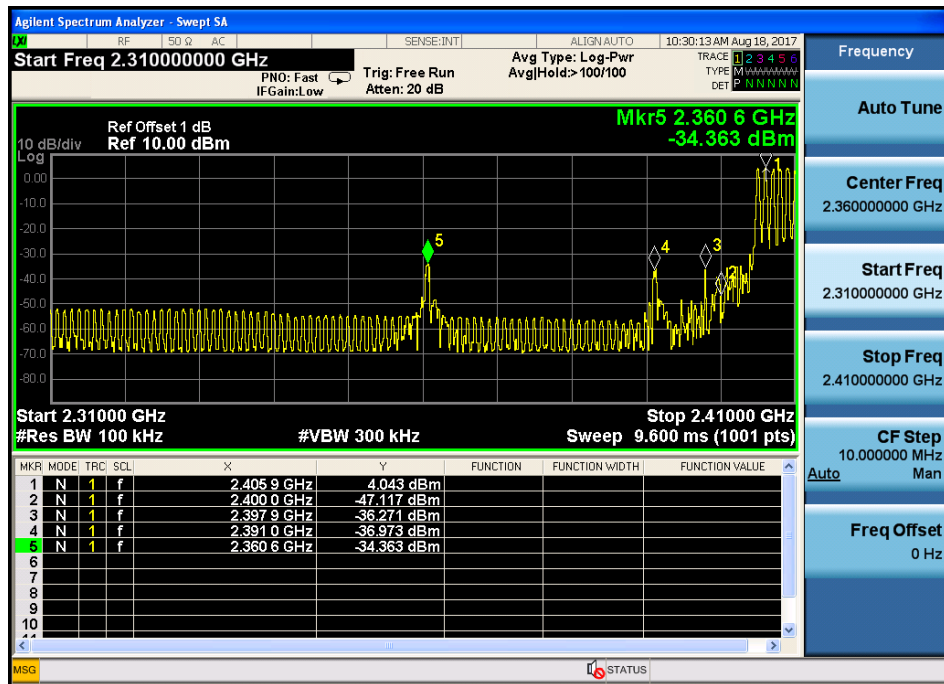 Agilent Spectrum Analyzer - Swept SA
LXI RF 50 Ω AC SENSE:INT ALIGN AUTO 10:30:13 AM Aug 18, 2017
Start Freq 2.310000000 GHz
PNO: Fast
IFGain:Low
Trig: Free Run
Atten: 20 dB
Avg Type: Log-Pwr
Avg|Hold:>100/100
TRACE 1 2 3 4 5 6
TYPE M
DET P N N N N N
Mkr5 2.360 6 GHz
-34.363 dBm
Ref Offset 1 dB
10 dB/div Ref 10.00 dBm
Log
0.00
-10.0
-20.0
-30.0
-40.0
-50.0
-60.0
-70.0
-80.0
1
5
4
3
2
Start 2.31000 GHz Stop 2.41000 GHz
#Res BW 100 kHz #VBW 300 kHz Sweep 9.600 ms (1001 pts)
MKR MODE TRC SCL X Y FUNCTION FUNCTION WIDTH FUNCTION VALUE
1 N 1 f 2.405 9 GHz 4.043 dBm
2 N 1 f 2.400 0 GHz -47.117 dBm
3 N 1 f 2.397 9 GHz -36.271 dBm
4 N 1 f 2.391 0 GHz -36.973 dBm
5 N 1 f 2.360 6 GHz -34.363 dBm
6
7
8
9
10
11
MSG STATUS
Frequency
Auto Tune
Center Freq
2.360000000 GHz
Start Freq
2.310000000 GHz
Stop Freq
2.410000000 GHz
CF Step
10.000000 MHz
Auto Man
Freq Offset
0 Hz